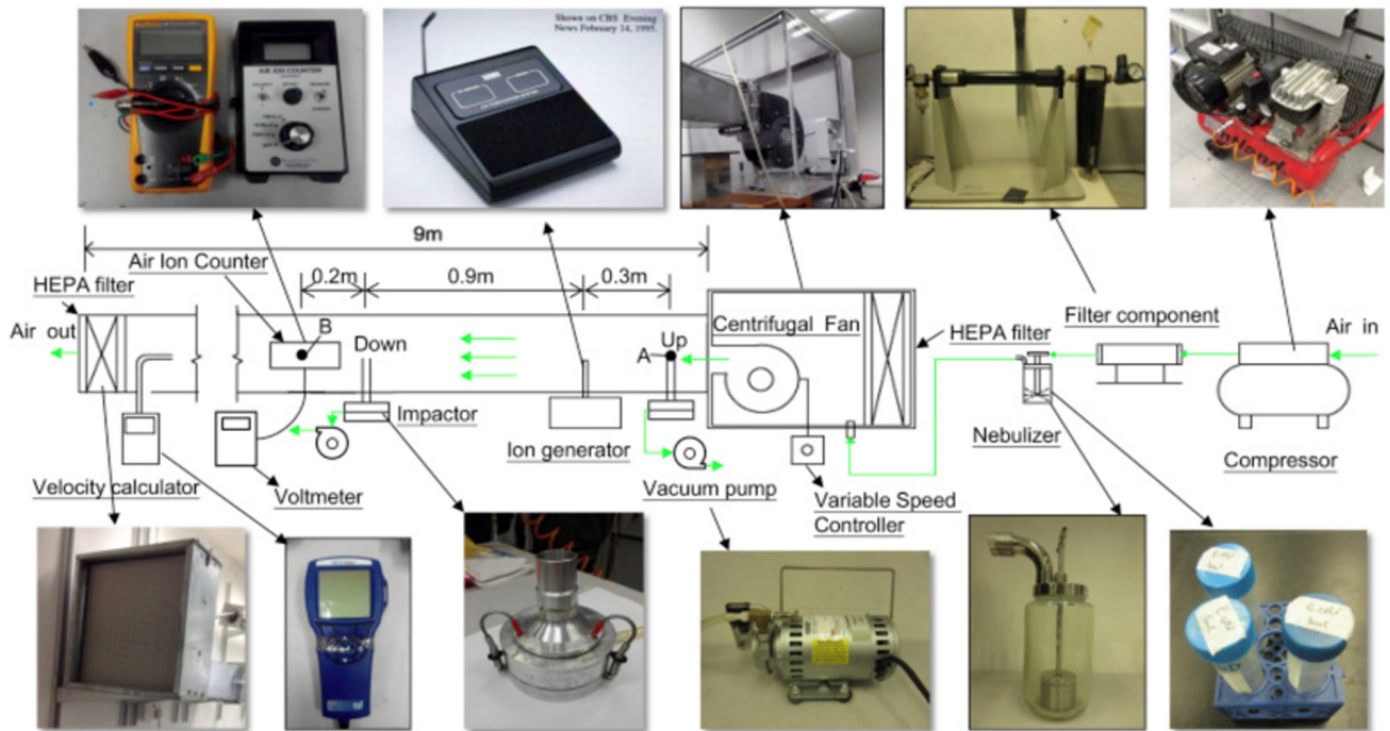 Shown on CBS Evening
News February 14, 1995.
AIR ION COUNTER
9m
Air Ion Counter
0.2m
0.9m
0.3m
HEPA filter
Air out
B
Down
A
Up
Centrifugal Fan
HEPA filter
Filter component
Air in
Impactor
Ion generator
Nebulizer
Compressor
Velocity calculator
Voltmeter
Vacuum pump
Variable Speed
Controller